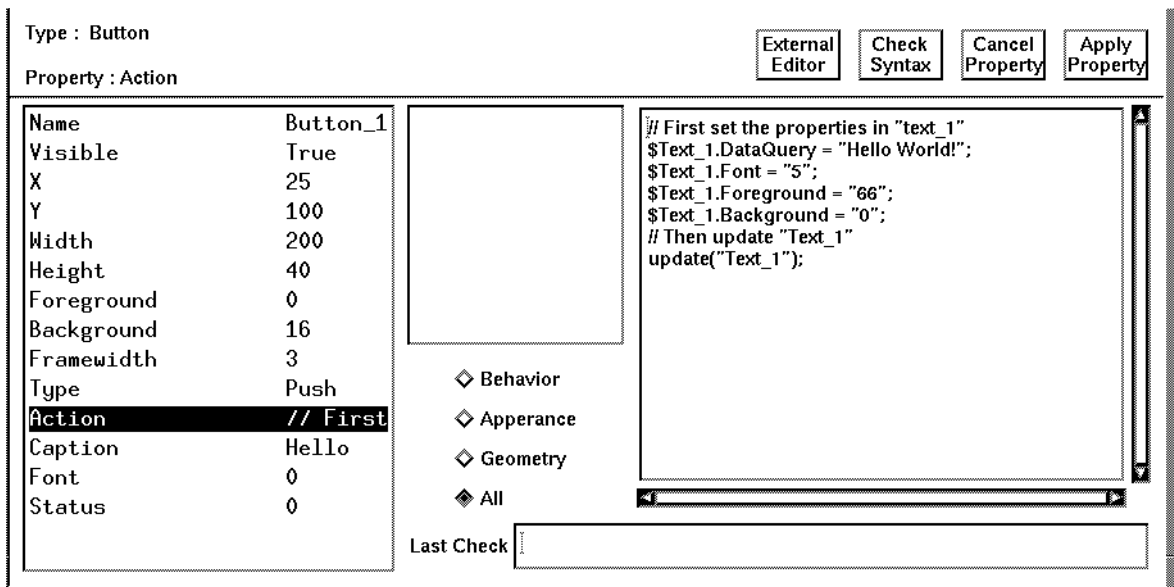 Type : Button
External Editor
Check Syntax
Cancel Property
Apply Property
Property : Action
Name Button_1
Visible True
X 25
Y 100
Width 200
Height 40
Foreground 0
Background 16
Framewidth 3
Type Push
Action // First
Caption Hello
Font 0
Status 0
Behavior
Apperance
Geometry
All
// First set the properties in "text_1"
$Text_1.DataQuery = "Hello World!";
$Text_1.Font = "5";
$Text_1.Foreground = "66";
$Text_1.Background = "0";
// Then update "Text_1"
update("Text_1");
Last Check